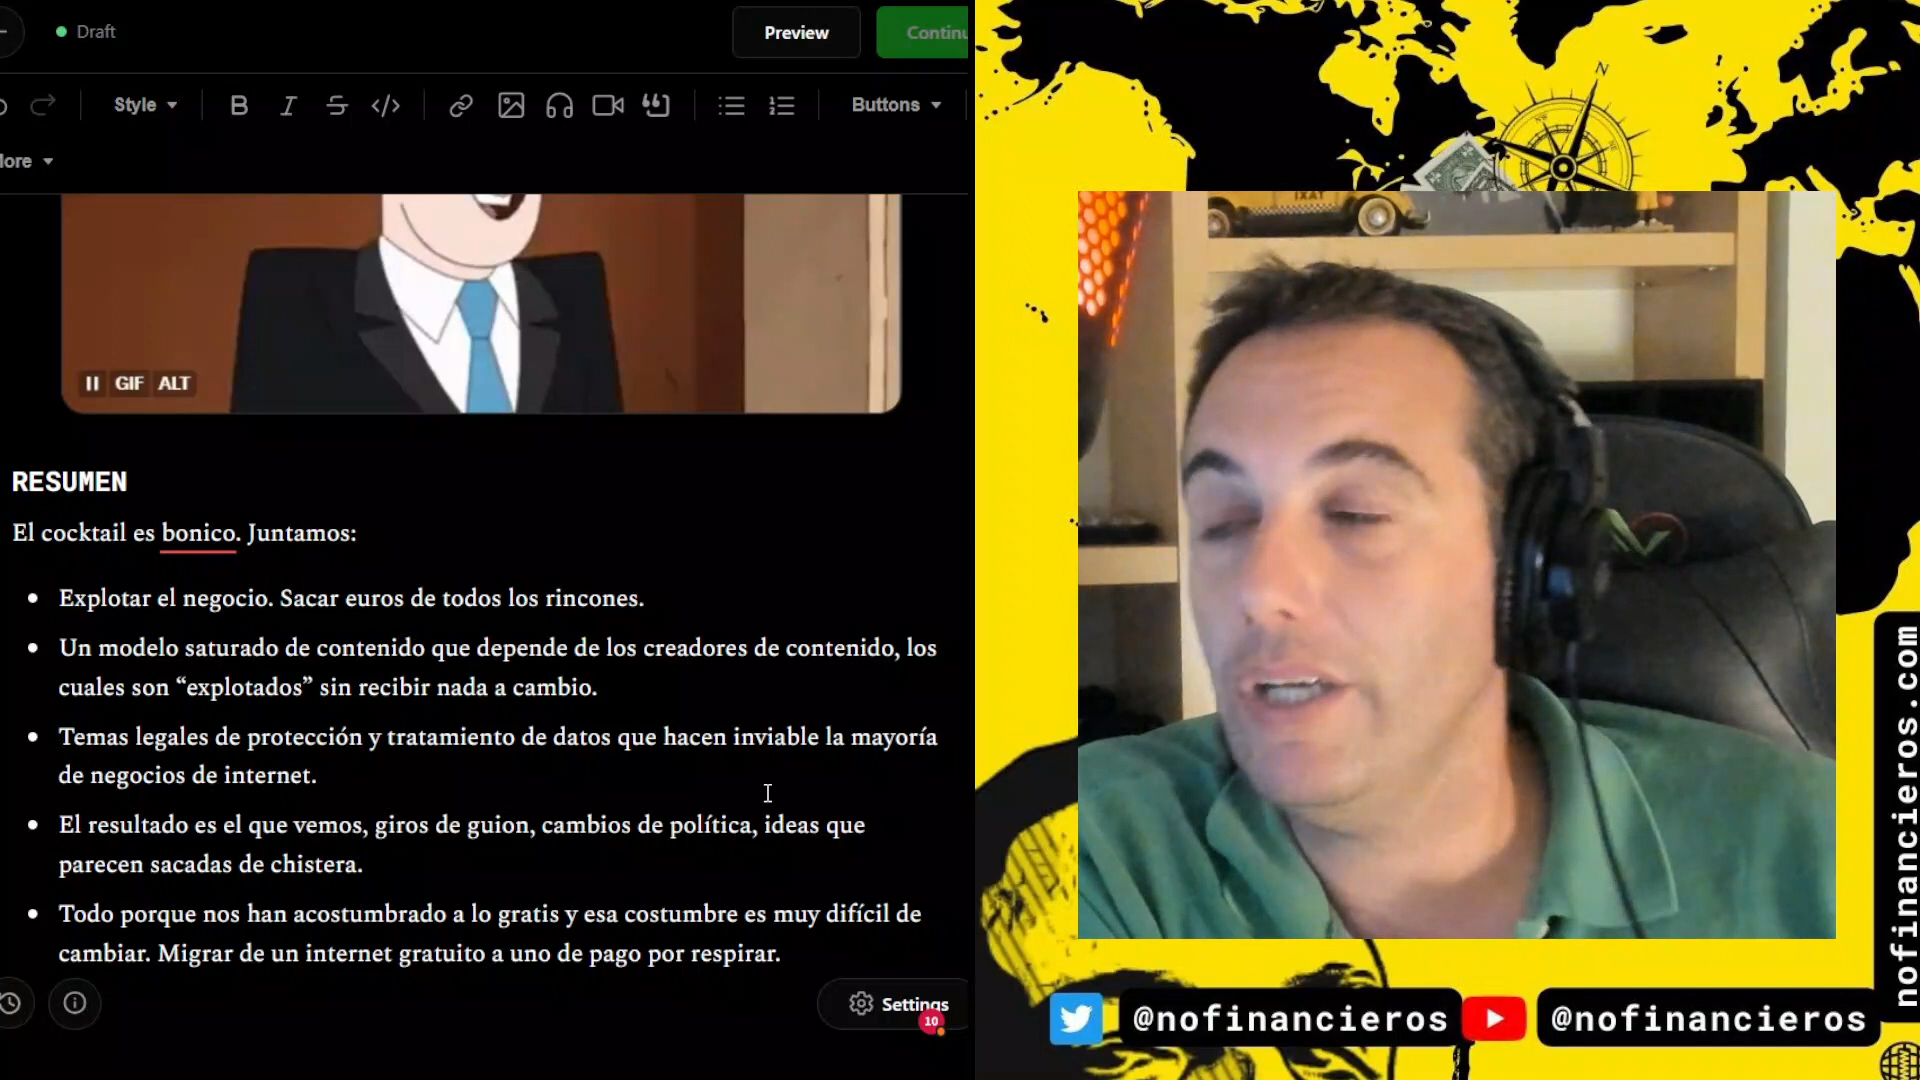 Draft
Preview
Continu
Style
Buttons
More
GIF ALT
RESUMEN
El cocktail es bonico. Juntamos:
Explotar el negocio. Sacar euros de todos los rincones.
Un modelo saturado de contenido que depende de los creadores de contenido, los
cuales son “explotados” sin recibir nada a cambio.
Temas legales de protección y tratamiento de datos que hacen inviable la mayoría
de negocios de internet.
El resultado es el que vemos, giros de guion, cambios de política, ideas que
parecen sacadas de chistera.
Todo porque nos han acostumbrado a lo gratis y esa costumbre es muy difícil de
cambiar. Migrar de un internet gratuito a uno de pago por respirar.
Settings
10
N
NW
NE
TAXI
nofinancieros.com
@nofinancieros
@nofinancieros